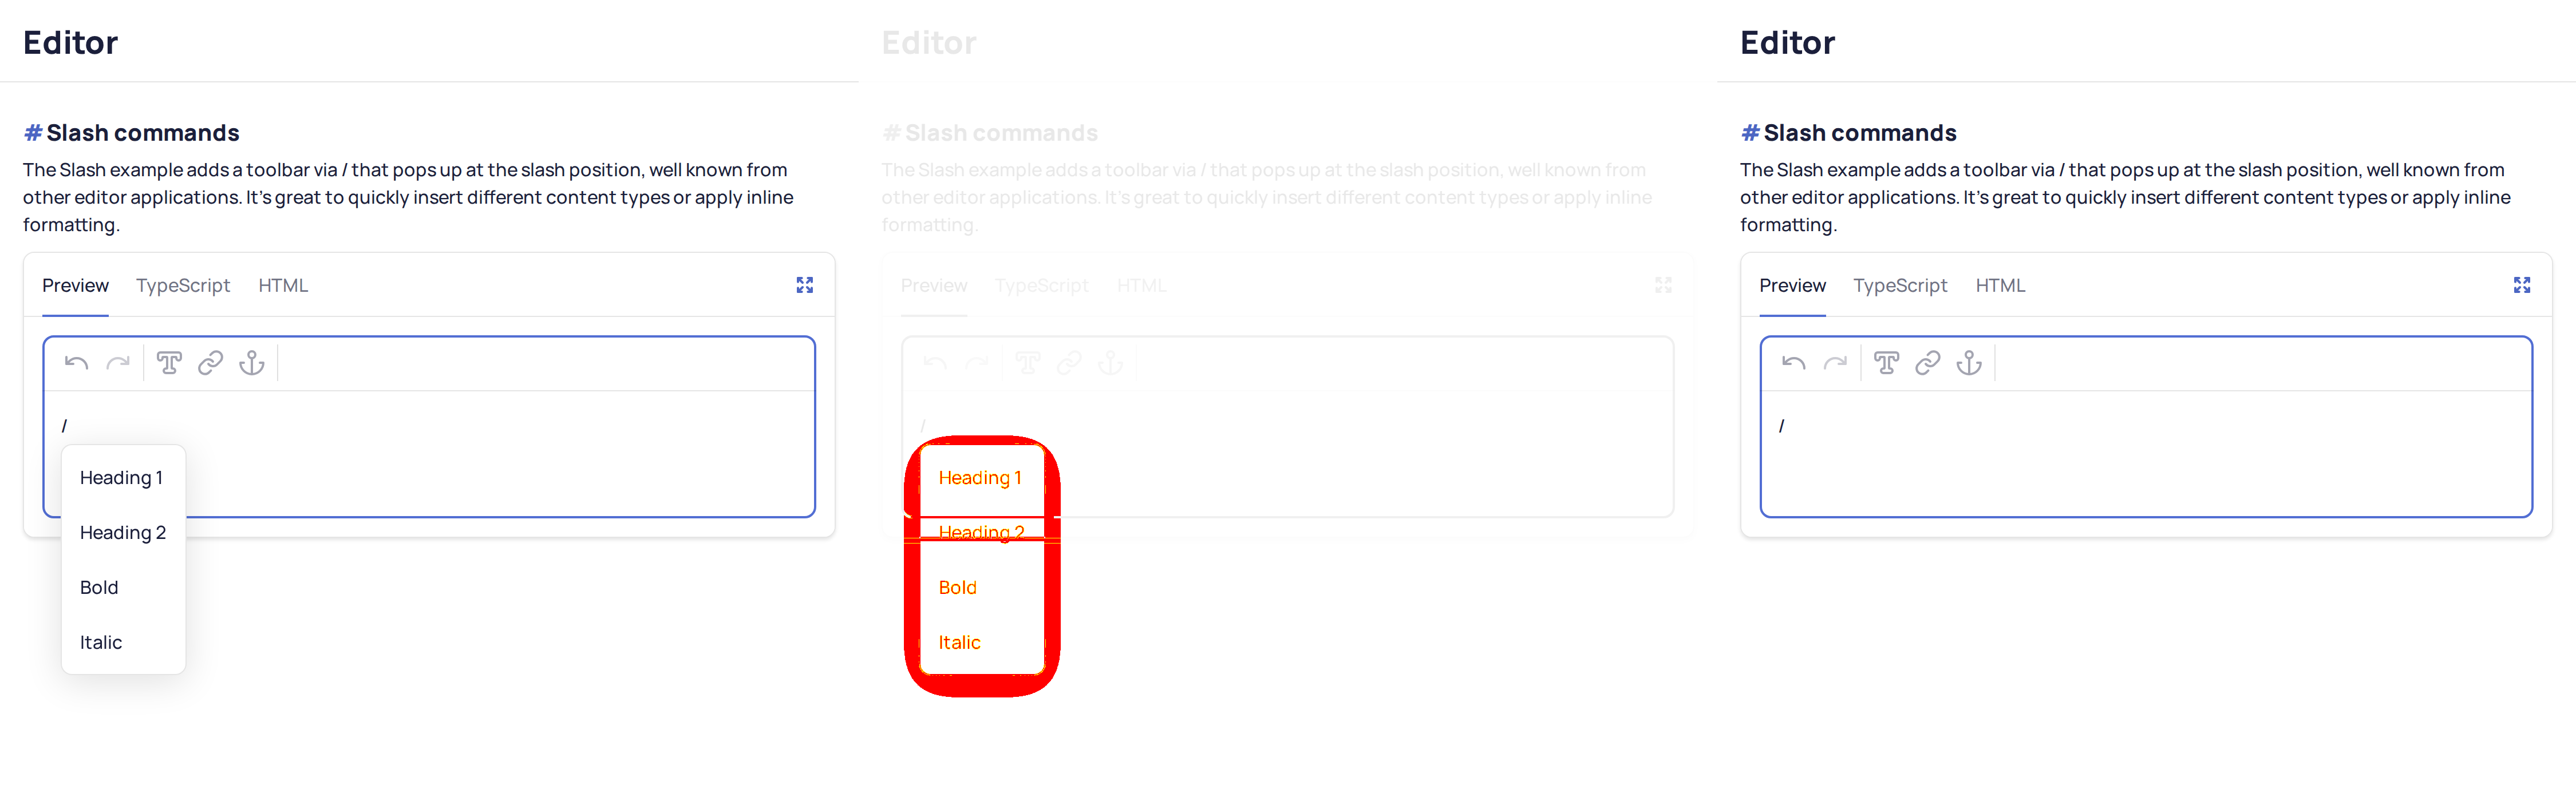 Editor
# Slash commands
The Slash example adds a toolbar via / that pops up at the slash position, well known from
other editor applications. It's great to quickly insert different content types or apply inline
formatting.
Preview TypeScript HTML
/
Heading 1
Heading 2
Bold
Italic
Editor
# Slash commands
The Slash example adds a toolbar via / that pops up at the slash position, well known from
other editor applications. It's great to quickly insert different content types or apply inline
formatting.
Preview TypeScript HTML
/
Heading 1
Heading 2
Bold
Italic
Editor
# Slash commands
The Slash example adds a toolbar via / that pops up at the slash position, well known from
other editor applications. It's great to quickly insert different content types or apply inline
formatting.
Preview TypeScript HTML
/